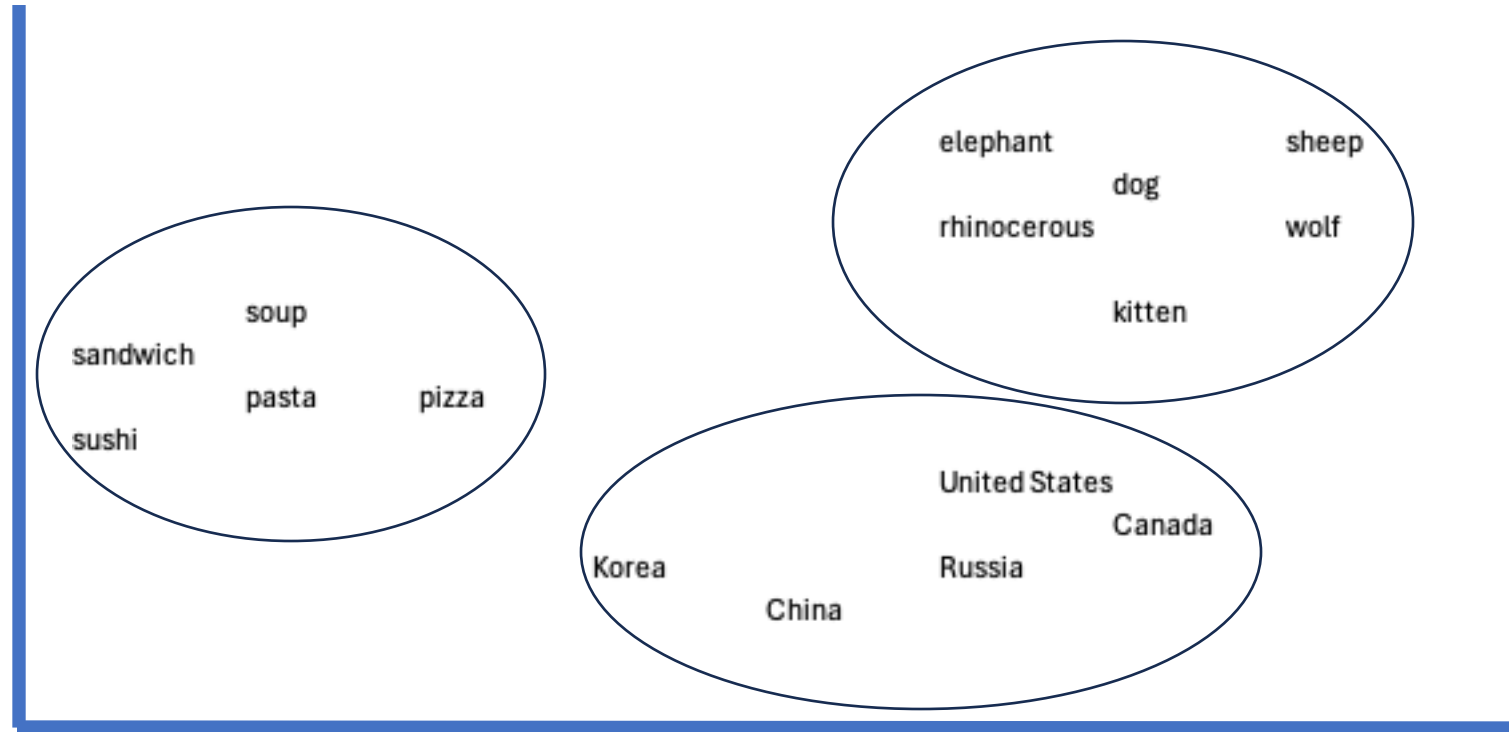 elephant sheep
dog
rhinocerous wolf
soup
kitten
sandwich
pasta pizza
sushi
United States
Canada
Korea Russia
China